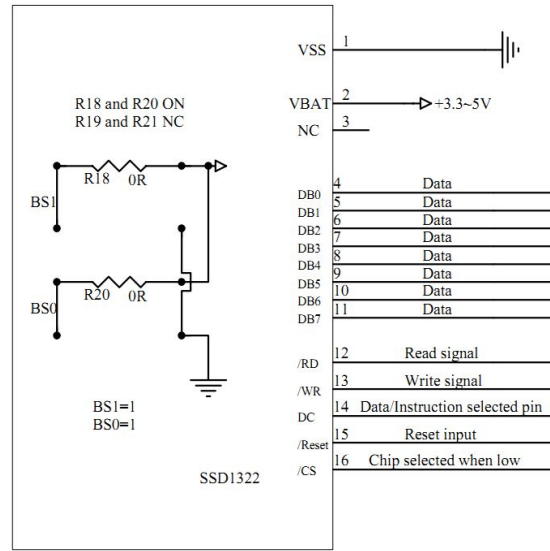 VSS 1
VBAT 2 +3.3~5V
NC 3
R18 and R20 ON
R19 and R21 NC
R18 0R
BS1
R20 0R
BS0
BS1=1
BS0=1
SSD1322
DB0 4 Data
DB1 5 Data
DB2 6 Data
DB3 7 Data
DB4 8 Data
DB5 9 Data
DB6 10 Data
DB7 11 Data
/RD 12 Read signal
/WR 13 Write signal
DC 14 Data/Instruction selected pin
/Reset 15 Reset input
/CS 16 Chip selected when low